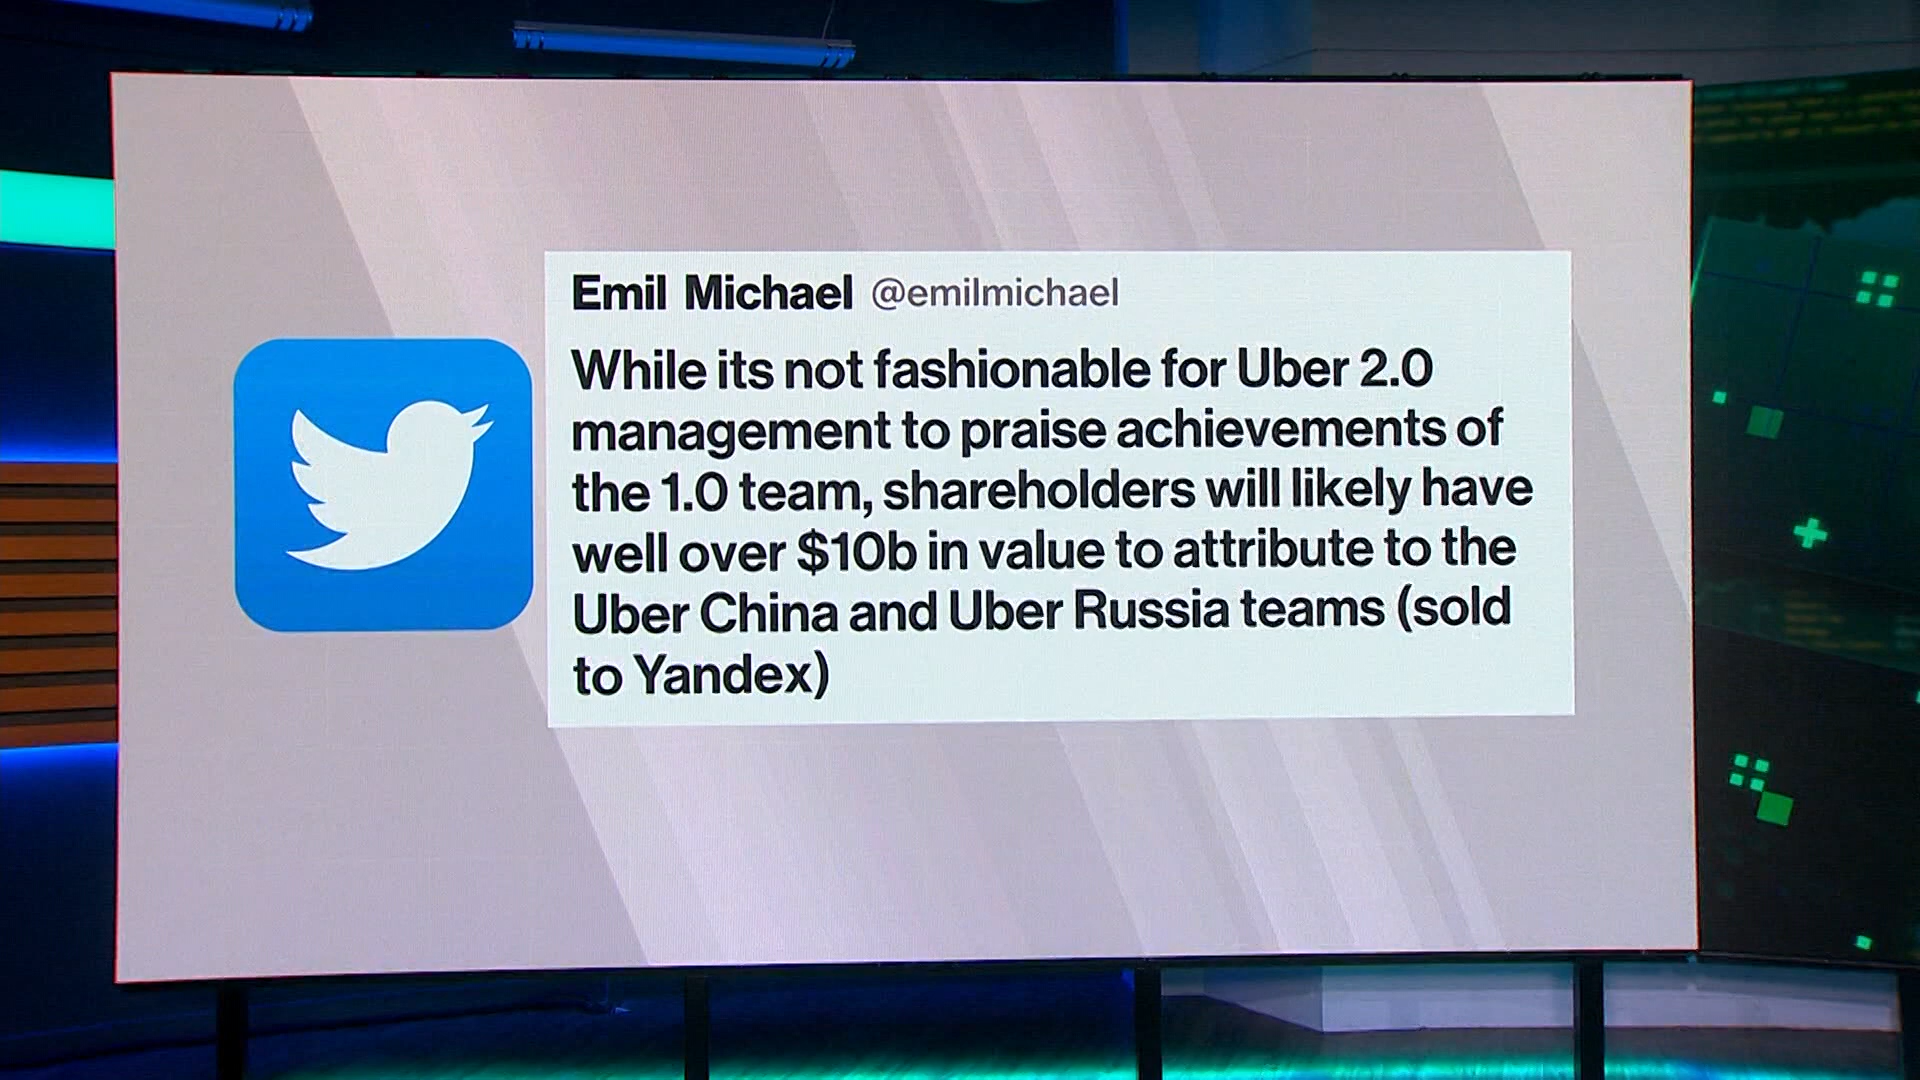 Emil Michael @emilmichael
While its not fashionable for Uber 2.0
management to praise achievements of
the 1.0 team, shareholders will likely have
well over $10b in value to attribute to the
Uber China and Uber Russia teams (sold
to Yandex)